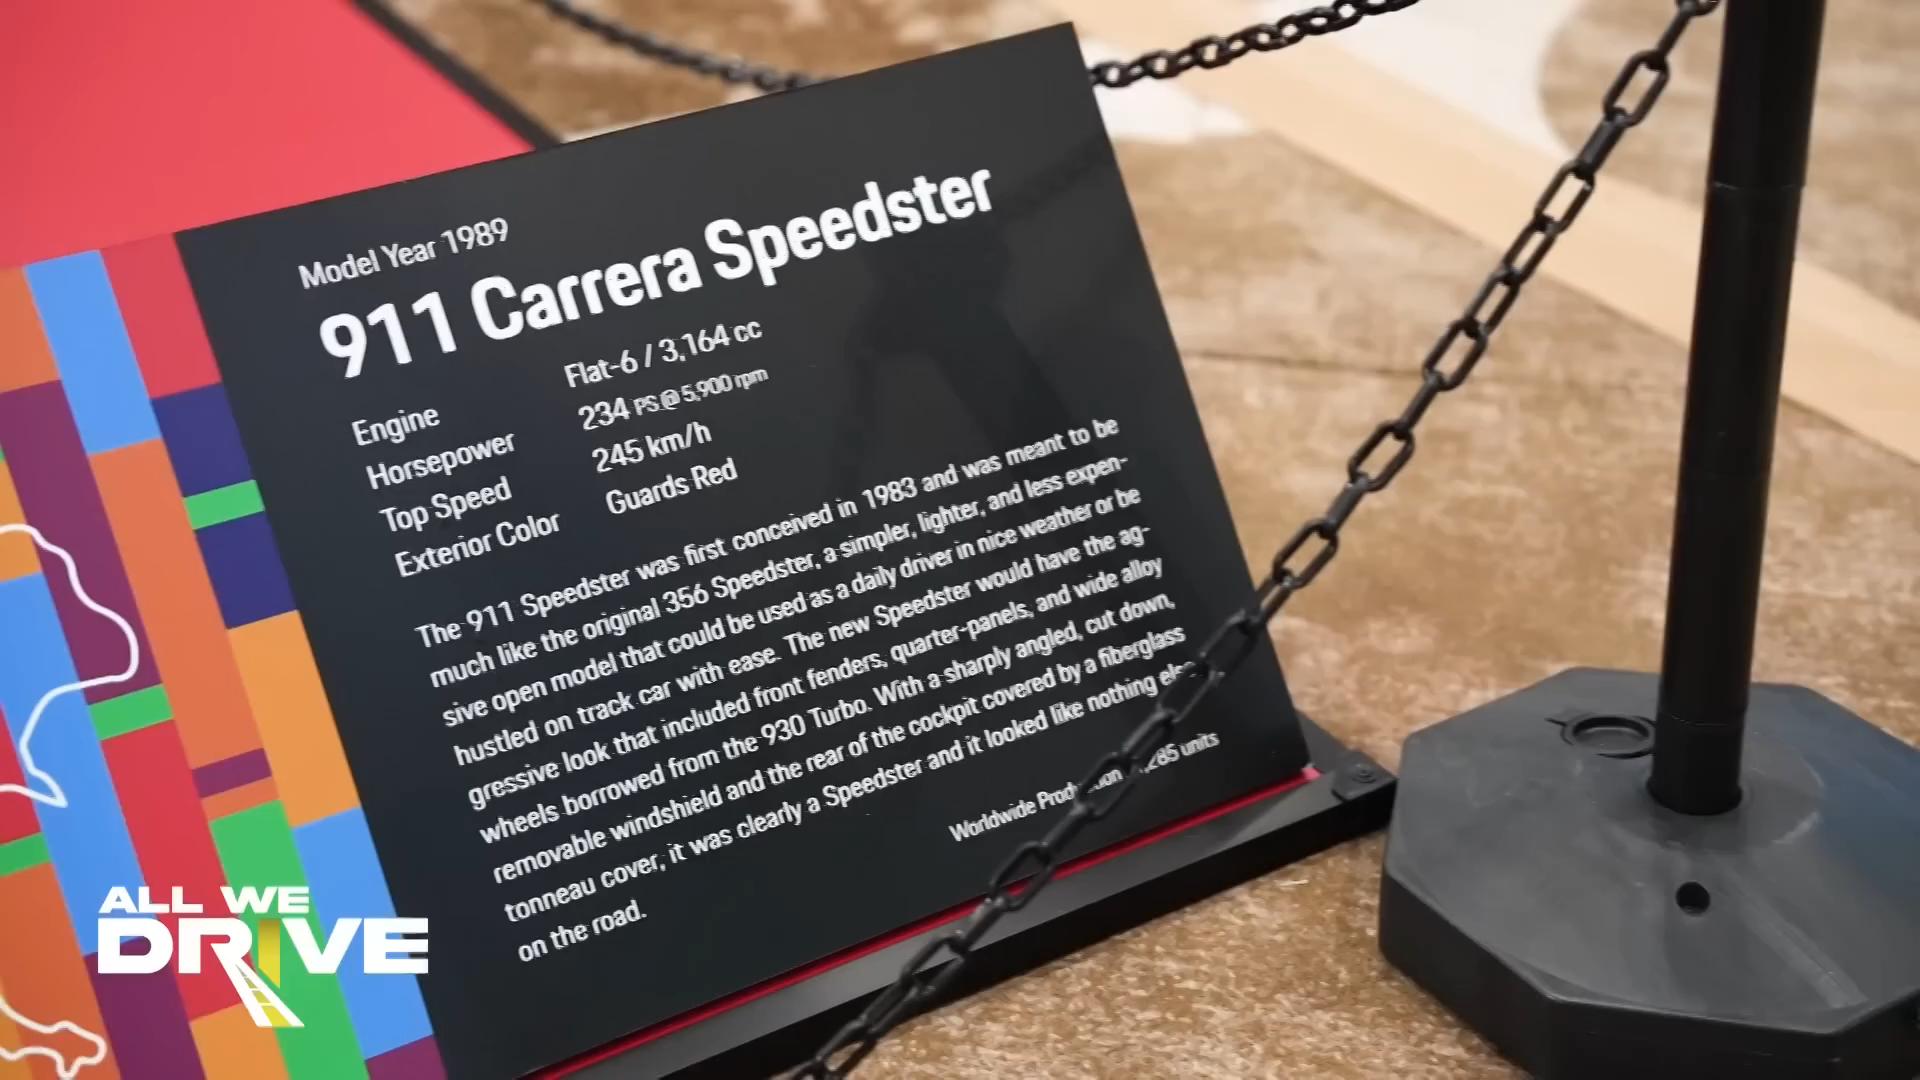 Model Year 1989
911 Carrera Speedster
Engine Flat-6 / 3,164 cc
Horsepower 234 PS @ 5,900 rpm
Top Speed 245 km/h
Exterior Color Guards Red
The 911 Speedster was first conceived in 1983 and was meant to be
much like the original 356 Speedster, a simpler, lighter, and less expen-
sive open model that could be used as a daily driver in nice weather or be
hustled on track car with ease. The new Speedster would have the ag-
gressive look that included front fenders, quarter-panels, and wide alloy
wheels borrowed from the 930 Turbo. With a sharply angled, cut down,
removable windshield and the rear of the cockpit covered by a fiberglass
tonneau cover, it was clearly a Speedster and it looked like nothing else
on the road.
Worldwide Production units
ALL WE
DRIVE